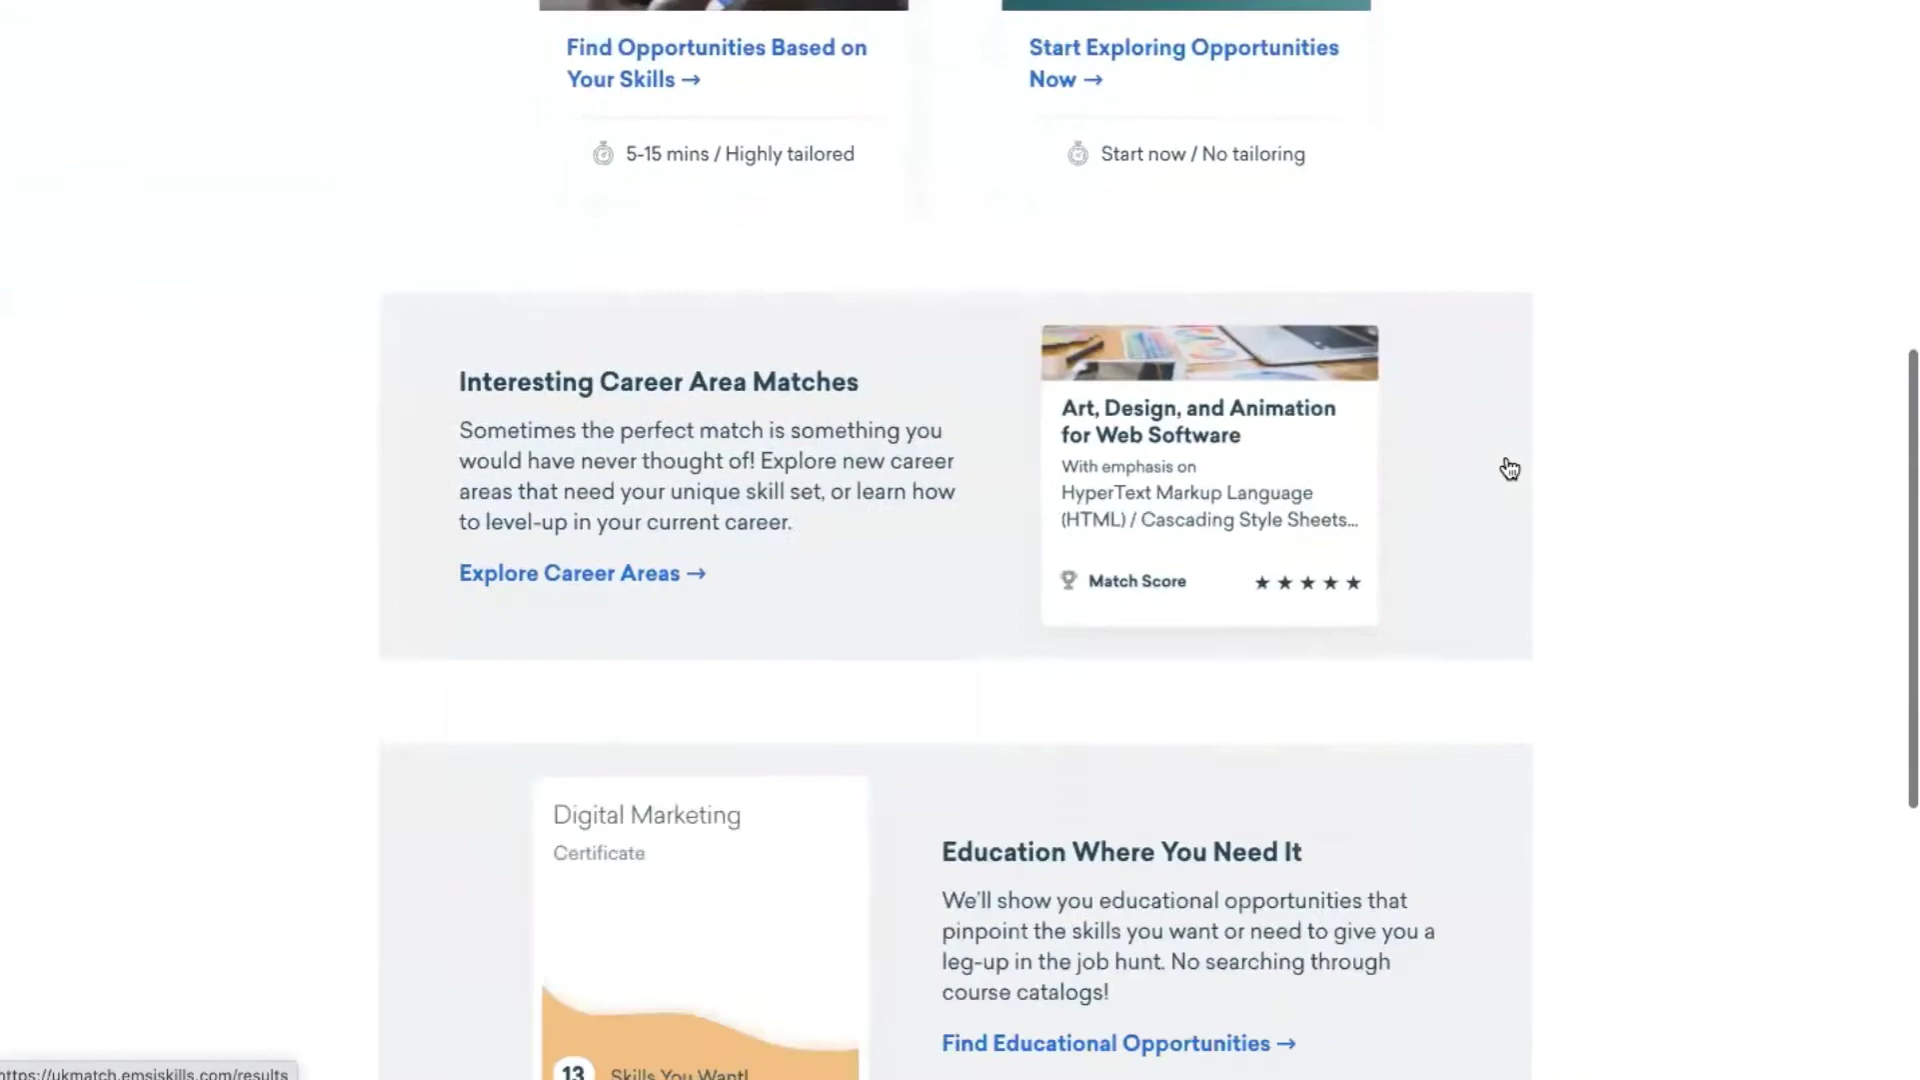 Find Opportunities Based on
Your Skills →
5-15 mins / Highly tailored
Start Exploring Opportunities
Now →
Start now / No tailoring
Interesting Career Area Matches
Sometimes the perfect match is something you
would have never thought of! Explore new career
areas that need your unique skill set, or learn how
to level-up in your current career.
Explore Career Areas →
Art, Design, and Animation
for Web Software
With emphasis on
HyperText Markup Language
(HTML) / Cascading Style Sheets...
Match Score ★ ★ ★ ★ ★
Digital Marketing
Certificate
13 Skills You Want!
Education Where You Need It
We'll show you educational opportunities that
pinpoint the skills you want or need to give you a
leg-up in the job hunt. No searching through
course catalogs!
Find Educational Opportunities →
https://ukmatch.emsiskills.com/results